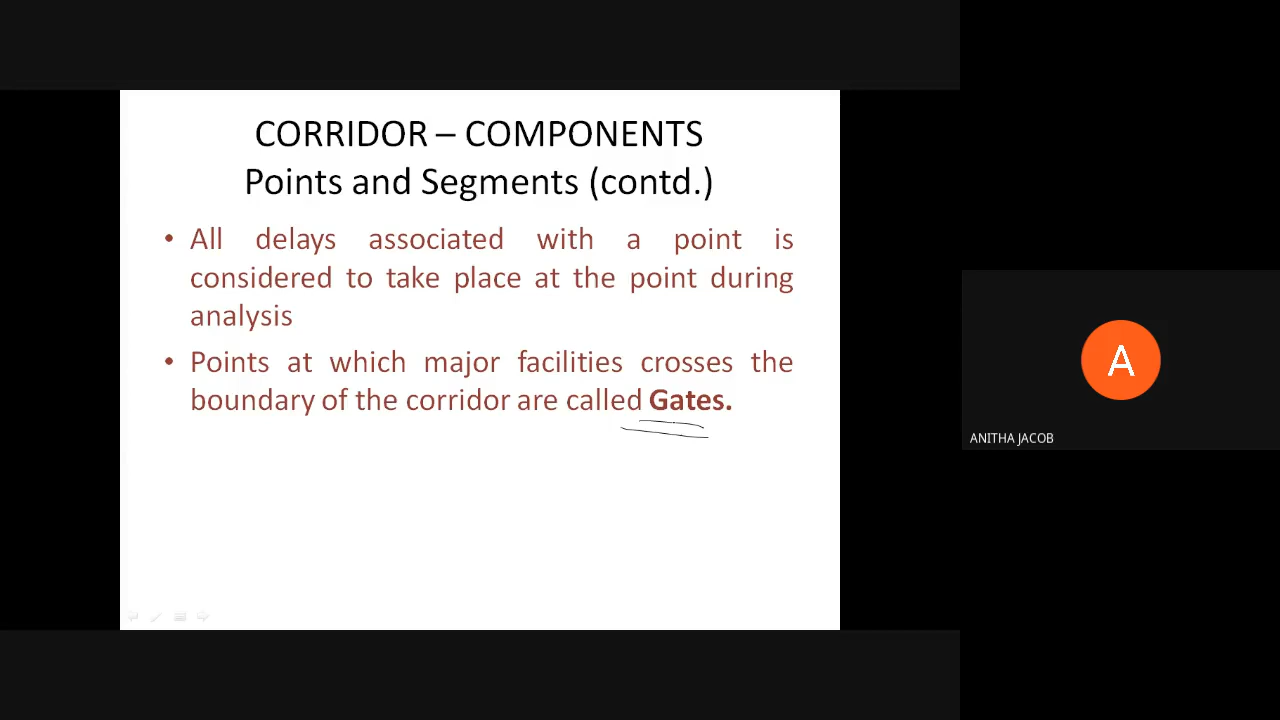 CORRIDOR – COMPONENTS
Points and Segments (contd.)
• All delays associated with a point is
considered to take place at the point during
analysis
• Points at which major facilities crosses the
boundary of the corridor are called Gates.
A
ANITHA JACOB